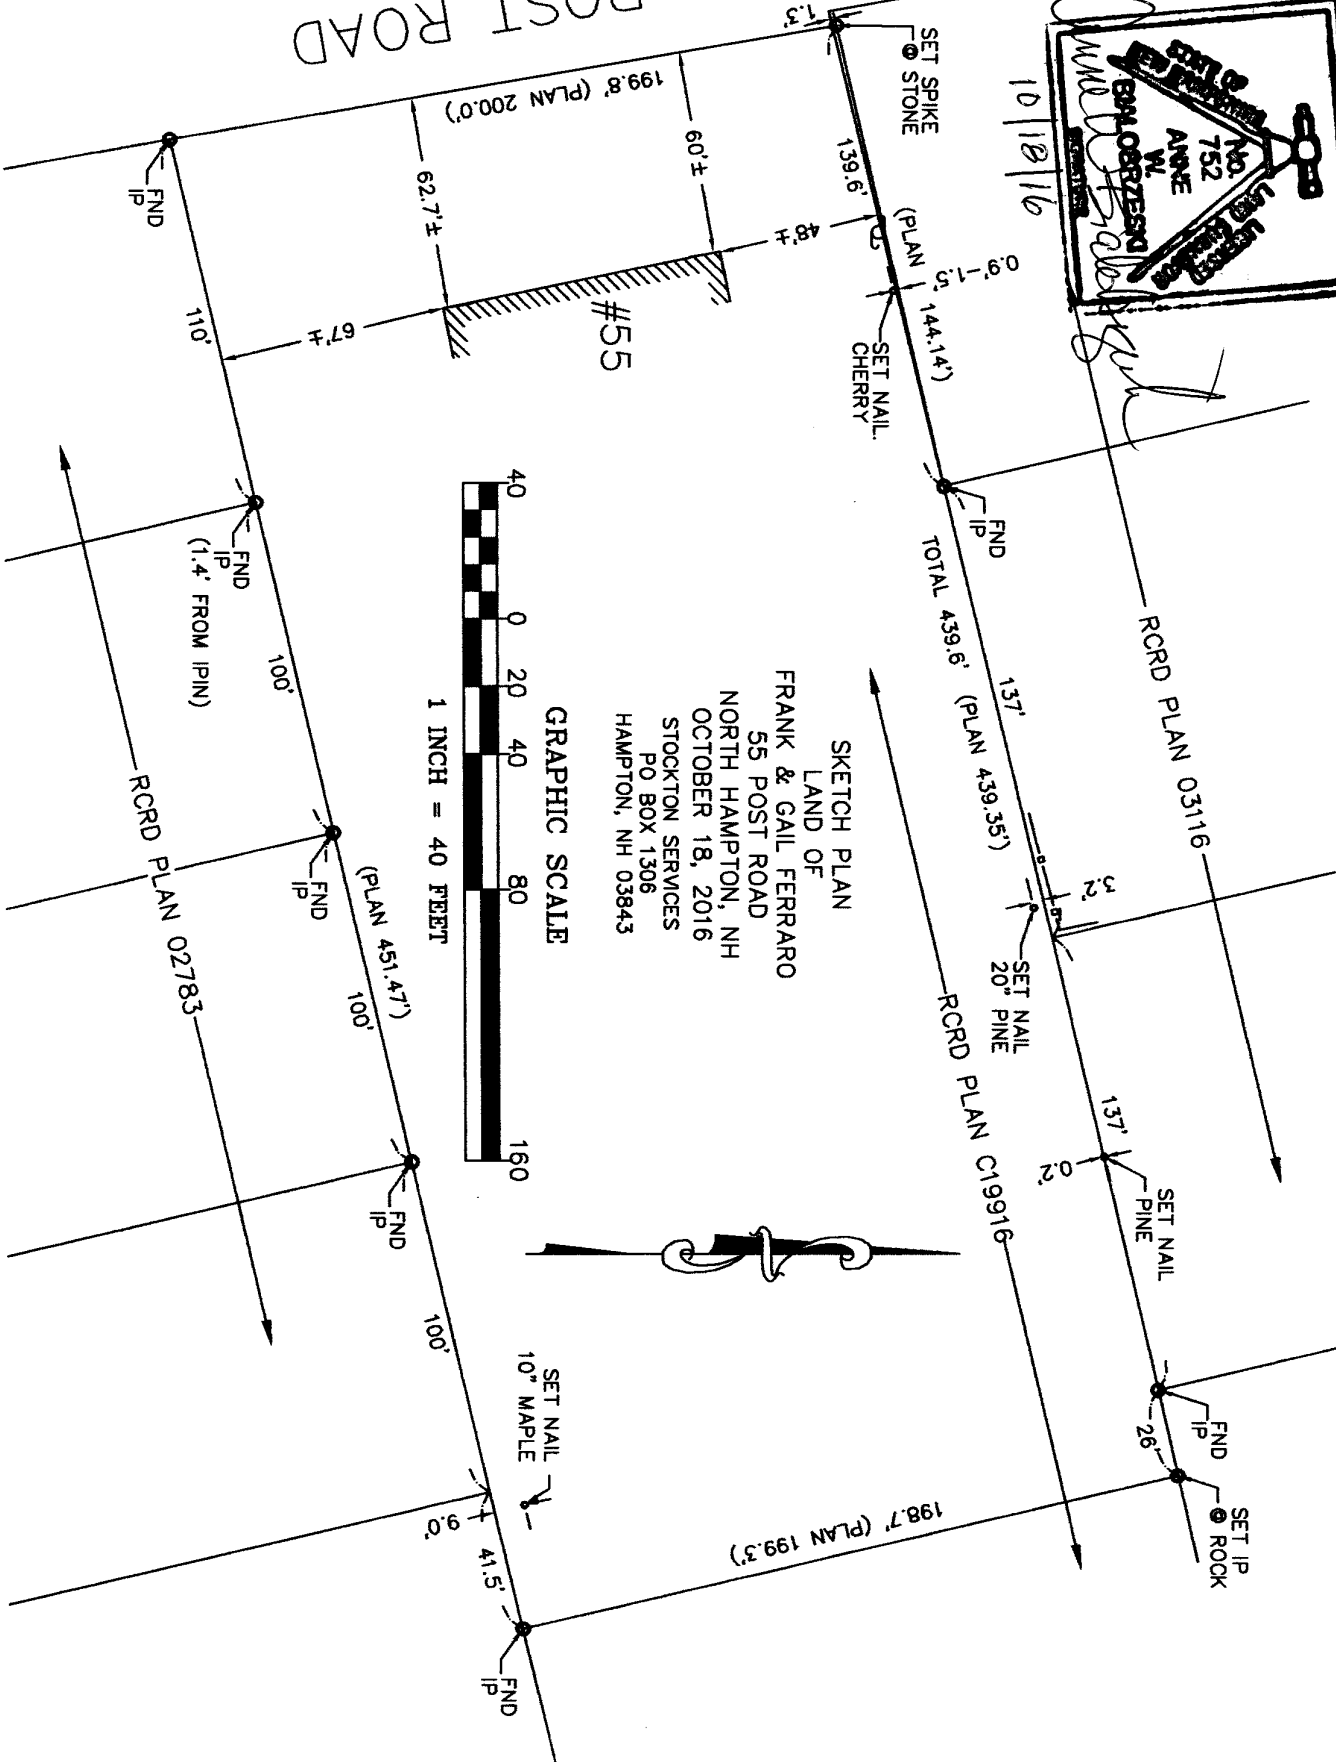 POST ROAD
SKETCH PLAN
LAND OF
FRANK & GAIL FERRARO
55 POST ROAD
NORTH HAMPTON, NH
OCTOBER 18, 2016
STOCKTON SERVICES
PO BOX 1306
HAMPTON, NH 03843
GRAPHIC SCALE
40 0 20 40 80 160
1 INCH = 40 FEET
NO.
752
ANNE
W.
BIALOBRZESKI
LICENSED
LAND SURVEYOR
SIGNATURE
10/18/16
1.3'
SET SPIKE
@ STONE
139.6'
(PLAN 144.14')
0.9'-1.5'
SET NAIL.
CHERRY
FND
IP
TOTAL 439.6' (PLAN 439.35')
137'
RCRD PLAN 03116
3.2'
SET NAIL
20" PINE
RCRD PLAN C19916
137'
0.2'
SET NAIL
PINE
FND
IP
26'
SET IP
@ ROCK
198.7' (PLAN 199.3')
199.8' (PLAN 200.0')
60'±
48'±
62.7'±
#55
67'±
FND
IP
110'
FND
IP
(1.4' FROM IPIN)
100'
FND
IP
(PLAN 451.47')
100'
FND
IP
100'
SET NAIL
10" MAPLE
9.0'
41.5'
FND
IP
RCRD PLAN 02783